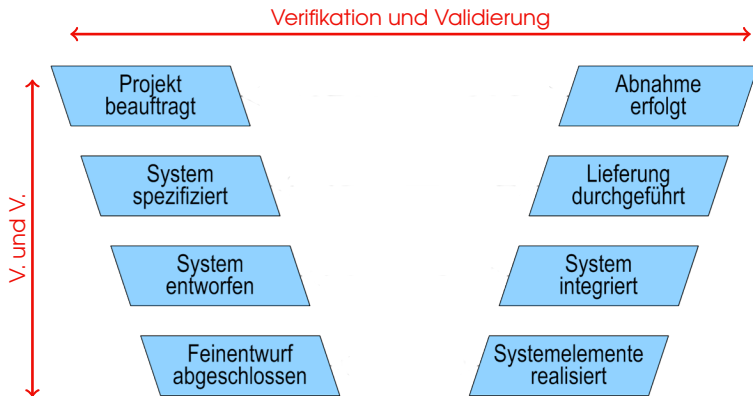 Verifikation und Validierung
V. und V.
Projekt
beauftragt
Abnahme
erfolgt
System
spezifiziert
Lieferung
durchgeführt
System
entworfen
System
integriert
Feinentwurf
abgeschlossen
Systemelemente
realisiert